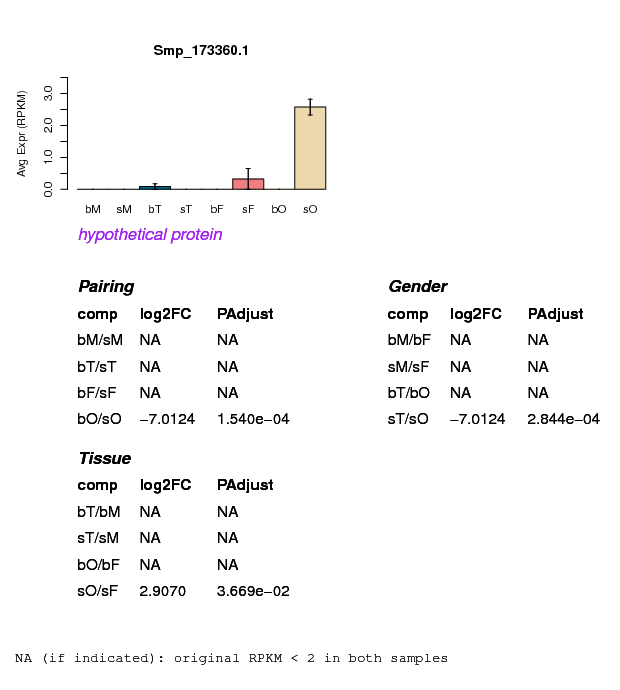 Smp_173360.1
Avg Expr (RPKM)
0.0 1.0 2.0 3.0
bM sM bT sT bF sF bO sO
hypothetical protein
Pairing
comp log2FC PAdjust
bM/sM NA NA
bT/sT NA NA
bF/sF NA NA
bO/sO −7.0124 1.540e−04
Gender
comp log2FC PAdjust
bM/bF NA NA
sM/sF NA NA
bT/bO NA NA
sT/sO −7.0124 2.844e−04
Tissue
comp log2FC PAdjust
bT/bM NA NA
sT/sM NA NA
bO/bF NA NA
sO/sF 2.9070 3.669e−02
NA (if indicated): original RPKM < 2 in both samples